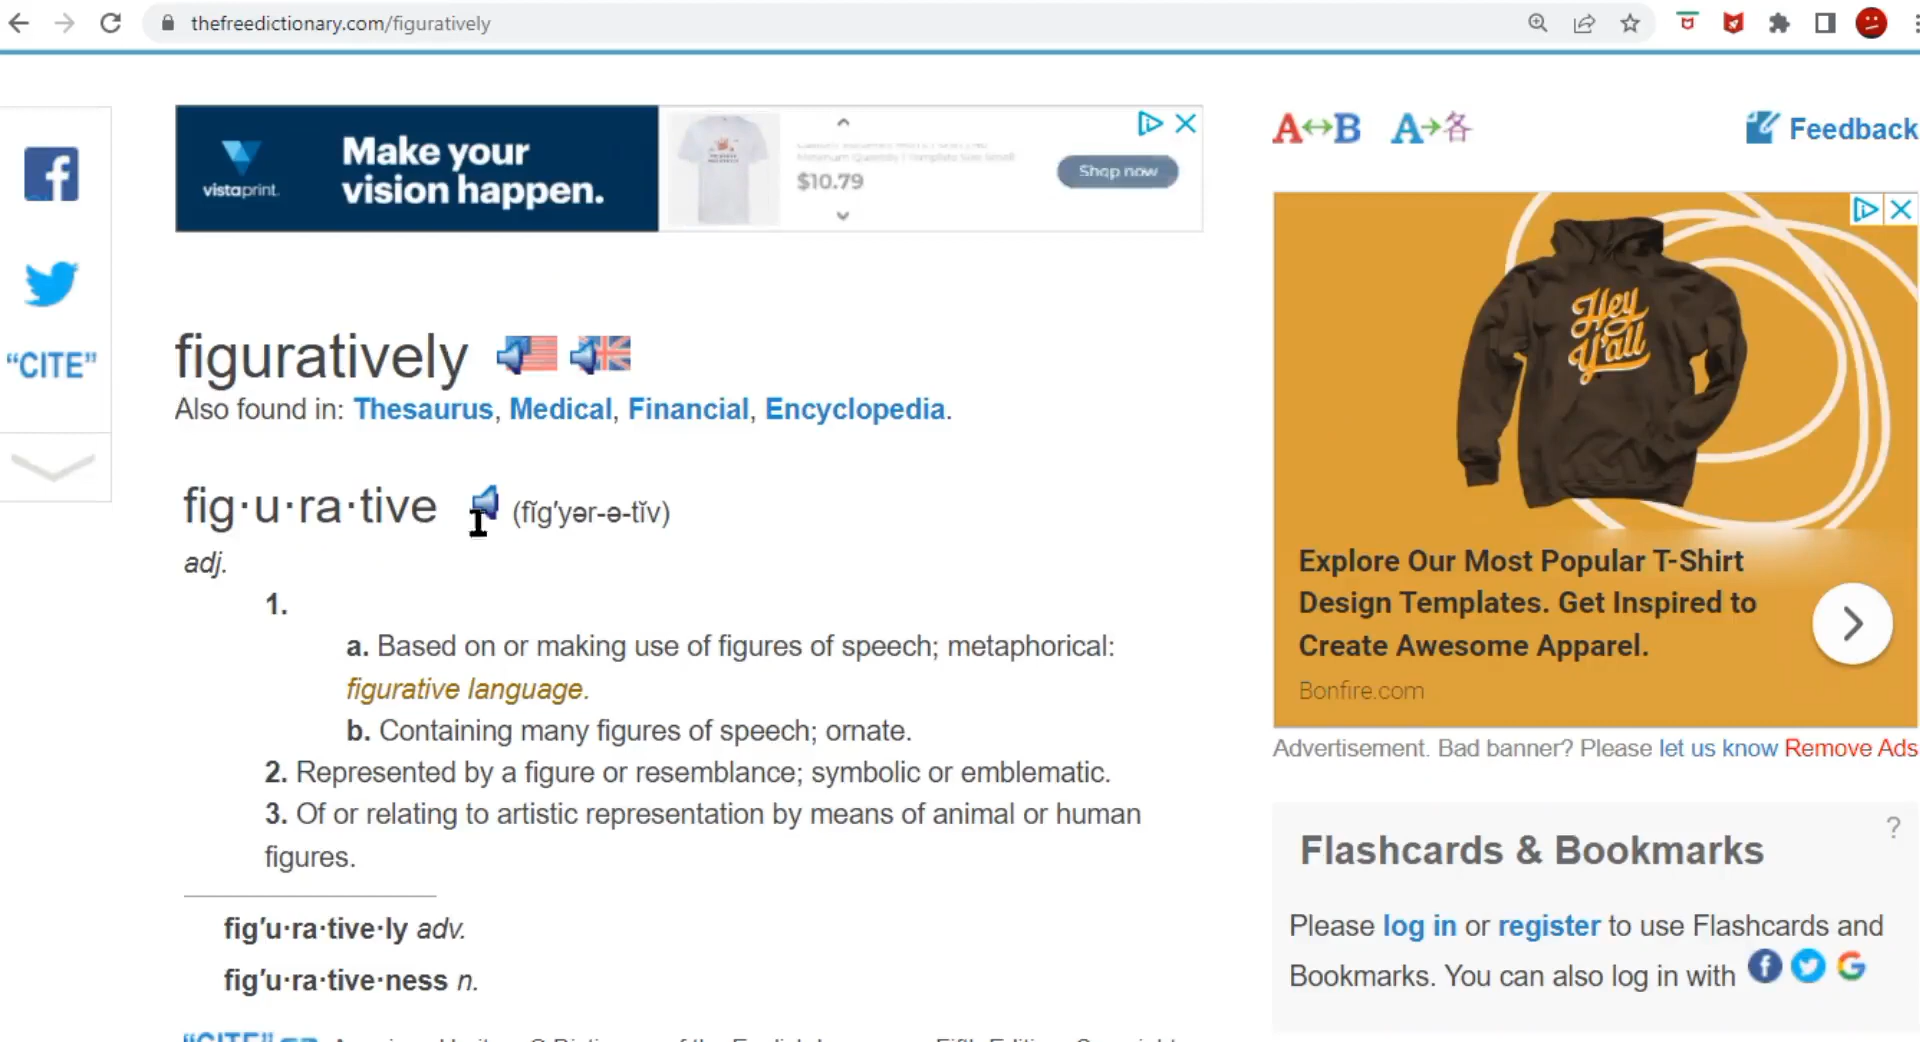 thefreedictionary.com/figuratively
vistaprint.
Make your
vision happen.
$10.79
Shop now
A↔B A→各
Feedback
"CITE"
figuratively
Also found in: Thesaurus, Medical, Financial, Encyclopedia.
fig·u·ra·tive (fĭg′yər-ə-tĭv)
adj.
1.
a. Based on or making use of figures of speech; metaphorical:
figurative language.
b. Containing many figures of speech; ornate.
2. Represented by a figure or resemblance; symbolic or emblematic.
3. Of or relating to artistic representation by means of animal or human
figures.
fig′u·ra·tive·ly adv.
fig′u·ra·tive·ness n.
"CITE"
Hey
Y'all
Explore Our Most Popular T-Shirt
Design Templates. Get Inspired to
Create Awesome Apparel.
Bonfire.com
Advertisement. Bad banner? Please let us know Remove Ads
?
Flashcards & Bookmarks
Please log in or register to use Flashcards and
Bookmarks. You can also log in with